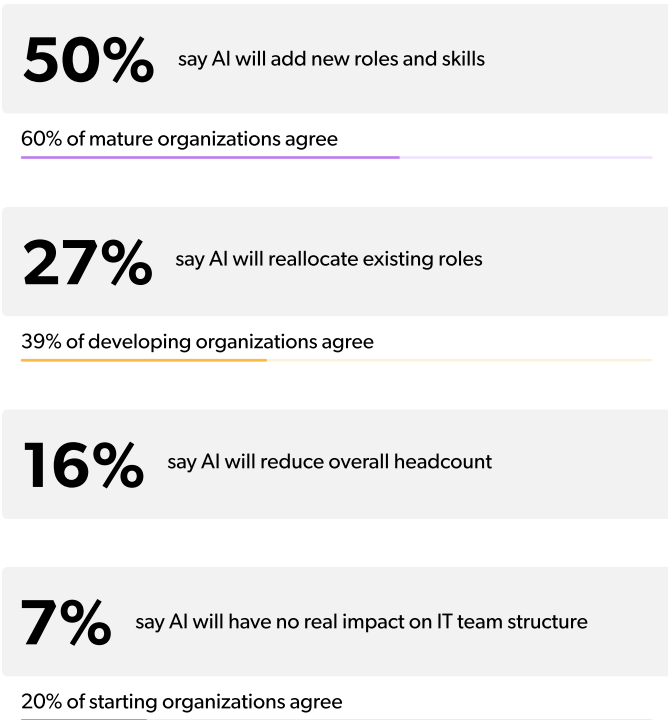 50% say AI will add new roles and skills
60% of mature organizations agree
27% say AI will reallocate existing roles
39% of developing organizations agree
16% say AI will reduce overall headcount
7% say AI will have no real impact on IT team structure
20% of starting organizations agree